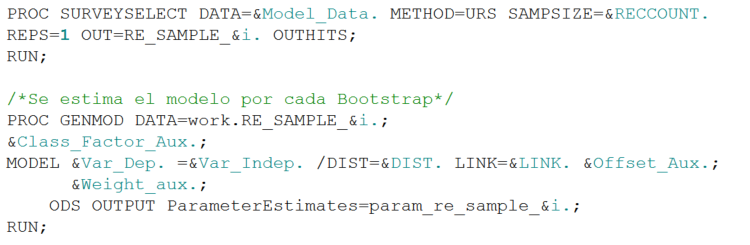 PROC SURVEYSELECT DATA=&Model_Data. METHOD=URS SAMPSIZE=&RECCOUNT.
REPS=1 OUT=RE_SAMPLE_&i. OUTHITS;
RUN;
/*Se estima el modelo por cada Bootstrap*/
PROC GENMOD DATA=work.RE_SAMPLE_&i.;
&Class_Factor_Aux.;
MODEL &Var_Dep. =&Var_Indep. /DIST=&DIST. LINK=&LINK. &Offset_Aux.;
&Weight_aux.;
ODS OUTPUT ParameterEstimates=param_re_sample_&i.;
RUN;